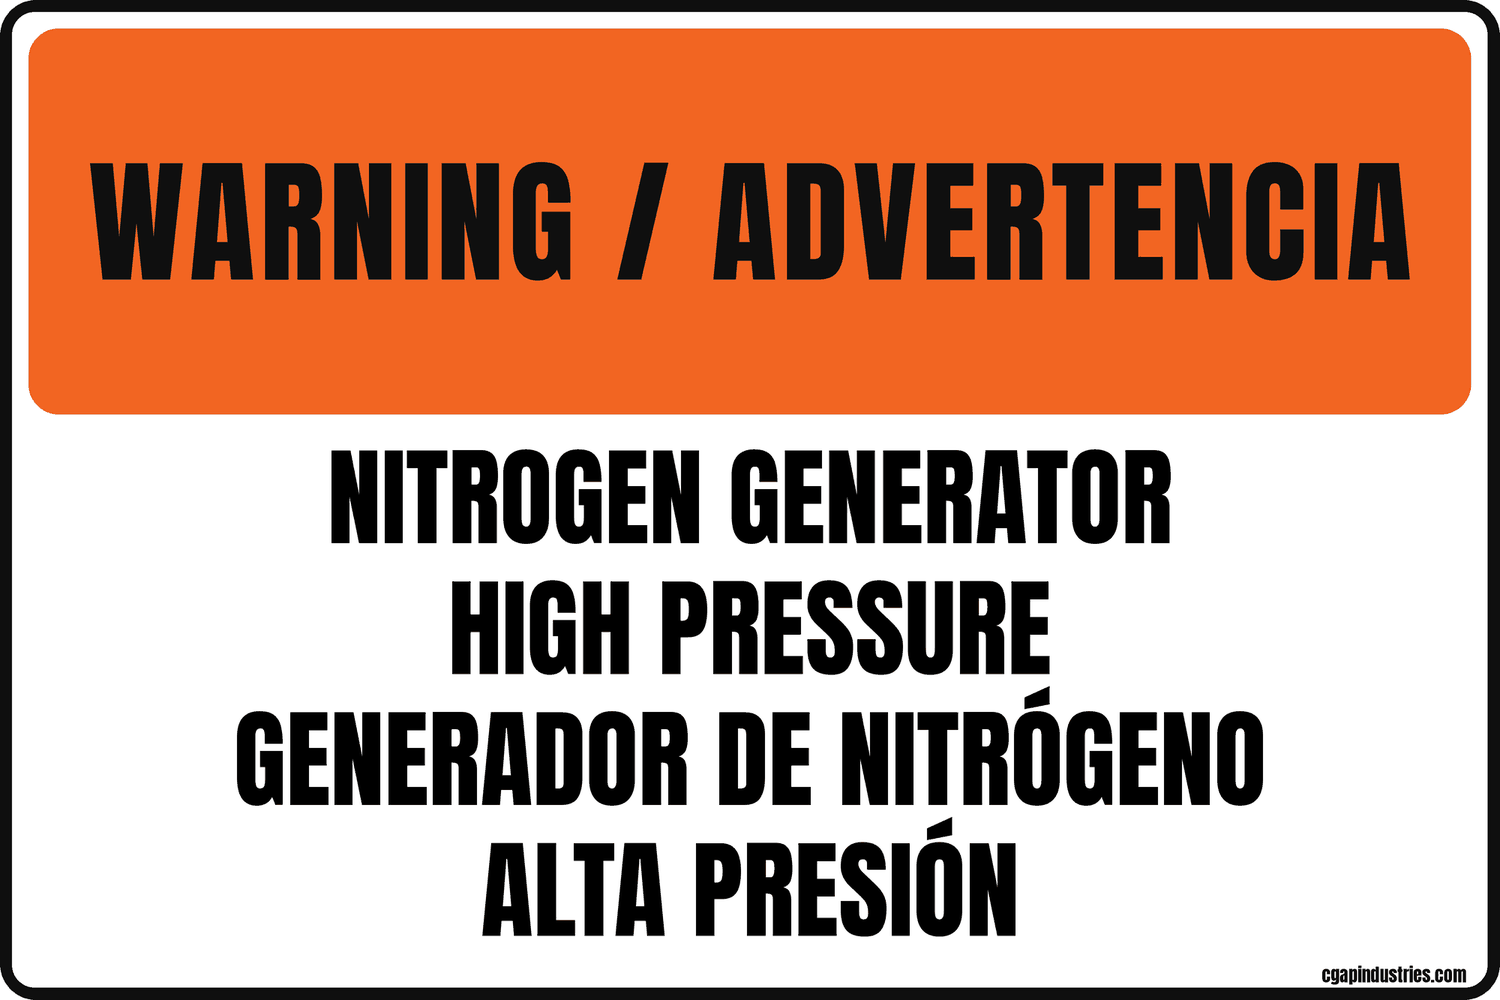 WARNING / ADVERTENCIA
NITROGEN GENERATOR
HIGH PRESSURE
GENERADOR DE NITRÓGENO
ALTA PRESIÓN
cgapindustries.com